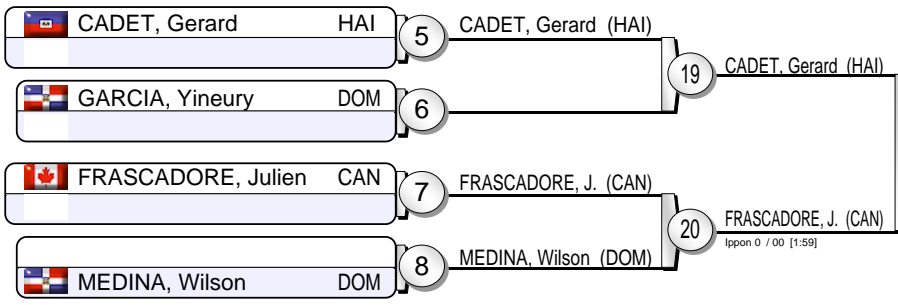 CADET, Gerard HAI
5
CADET, Gerard (HAI)
19
CADET, Gerard (HAI)
GARCIA, Yineury DOM
6
FRASCADORE, Julien CAN
7
FRASCADORE, J. (CAN)
20
FRASCADORE, J. (CAN)
Ippon 0 / 00 [1:59]
MEDINA, Wilson DOM
8
MEDINA, Wilson (DOM)